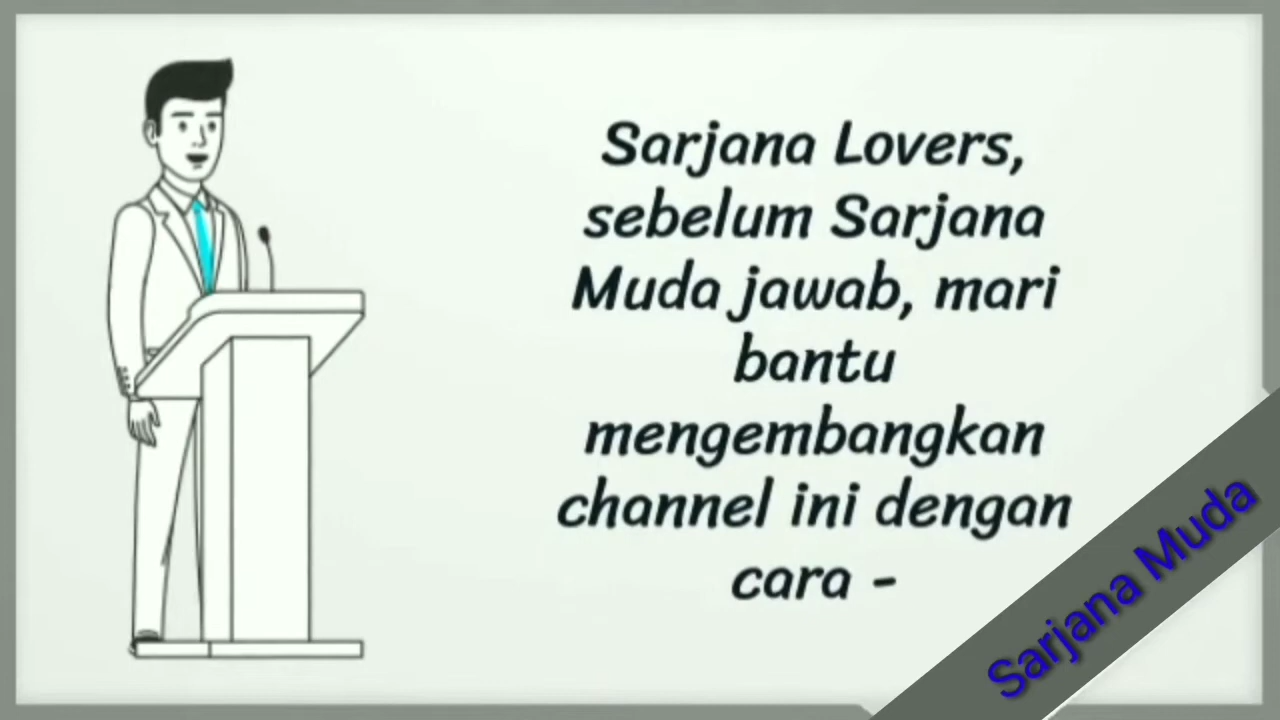 Sarjana Lovers,
sebelum Sarjana
Muda jawab, mari
bantu
mengembangkan
channel ini dengan
cara -
Sarjana Muda